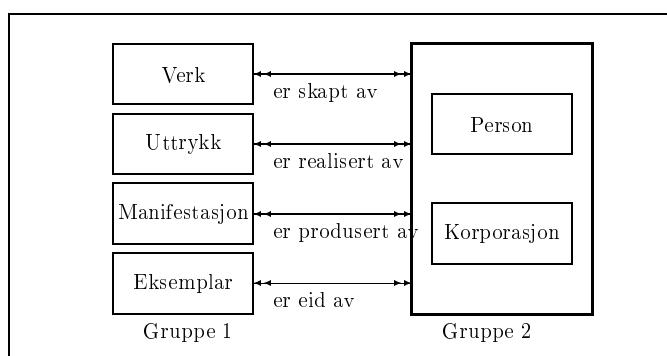 Verk
er skapt av
Uttrykk
er realisert av
Manifestasjon
er produsert av
Eksemplar
er eid av
Person
Korporasjon
Gruppe 1
Gruppe 2